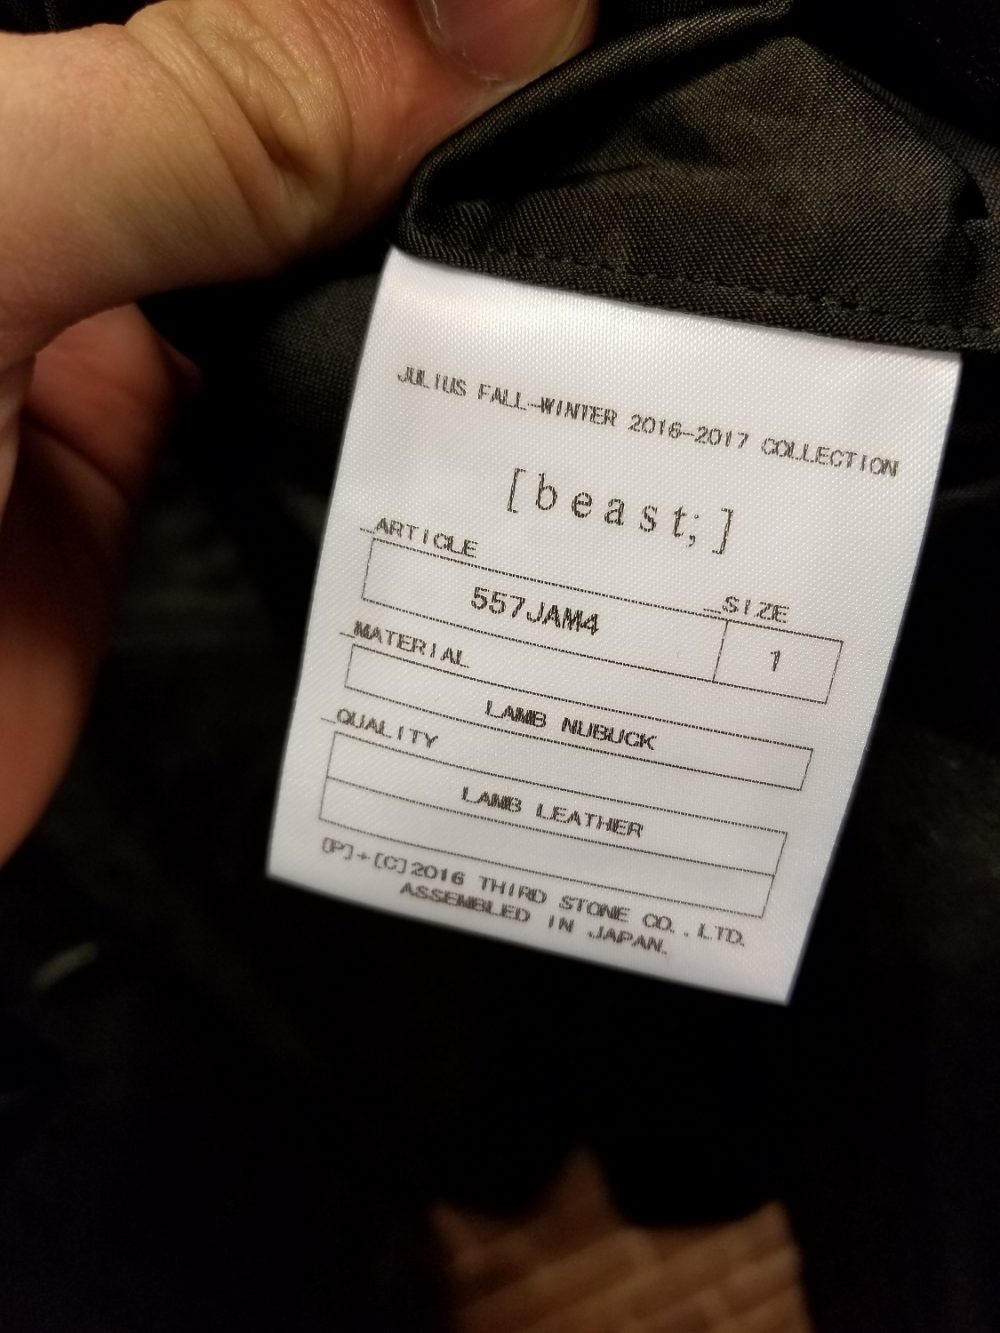 JULIUS FALL-WINTER 2016-2017 COLLECTION
[beast;]
_ARTICLE
_SIZE
557JAM4
1
_MATERIAL
LAMB NUBUCK
_QUALITY
LAMB LEATHER
[P]+[C]2016 THIRD STONE CO.,LTD.
ASSEMBLED IN JAPAN.